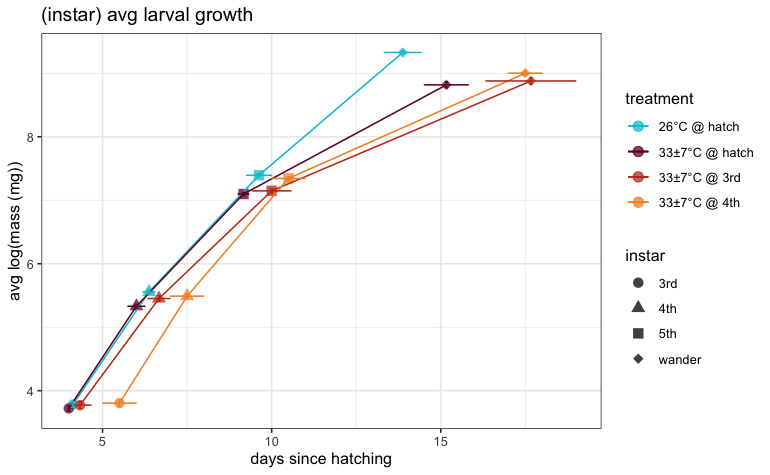 (instar) avg larval growth
avg log(mass (mg))
8
6
4
5
10
15
days since hatching
treatment
26°C @ hatch
33±7°C @ hatch
33±7°C @ 3rd
33±7°C @ 4th
instar
3rd
4th
5th
wander